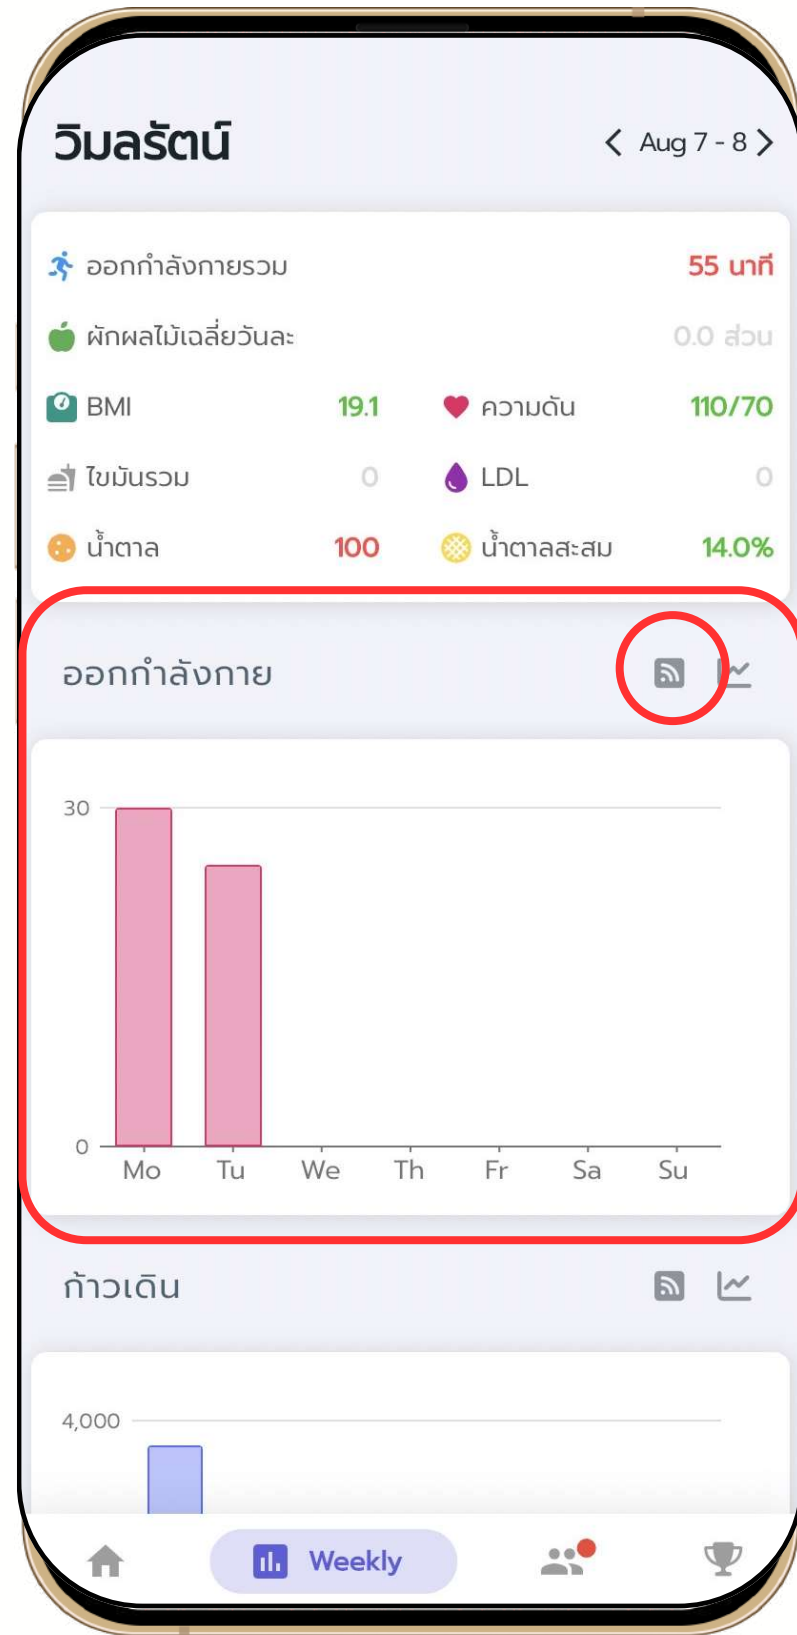 วิมลรัตน์
Aug 7 - 8
ออกกำลังกายรวม 55 นาที
ผักผลไม้เฉลี่ยวันละ 0.0 ส่วน
BMI 19.1 ความดัน 110/70
ไขมันรวม 0 LDL 0
น้ำตาล 100 น้ำตาลสะสม 14.0%
ออกกำลังกาย
30
0
Mo Tu We Th Fr Sa Su
ก้าวเดิน
4,000
Weekly